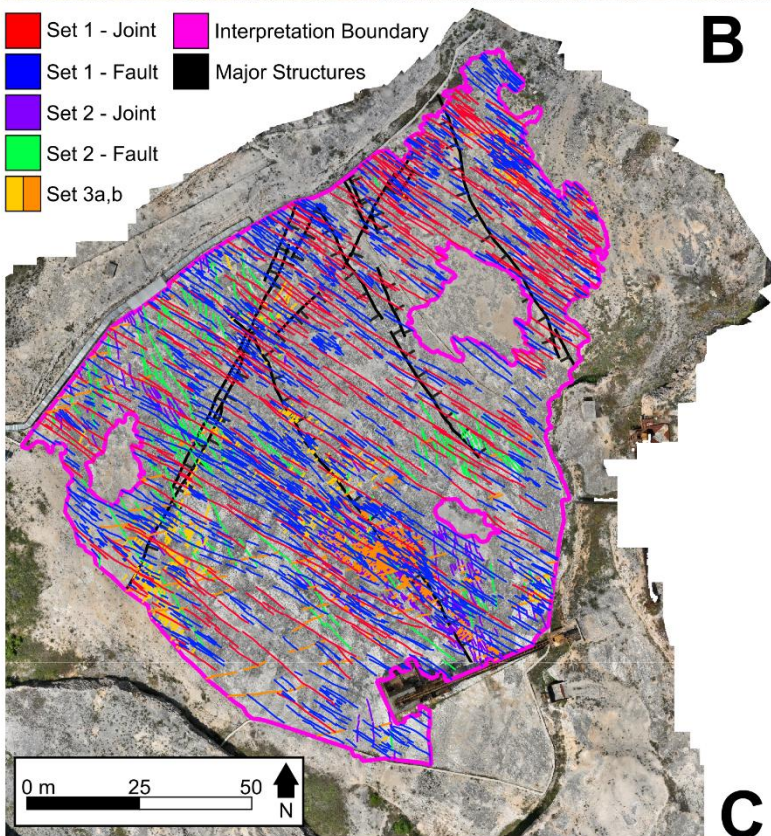 Set 1 - Joint
Set 1 - Fault
Set 2 - Joint
Set 2 - Fault
Set 3a,b
Interpretation Boundary
Major Structures
B
0 m 25 50
N
C